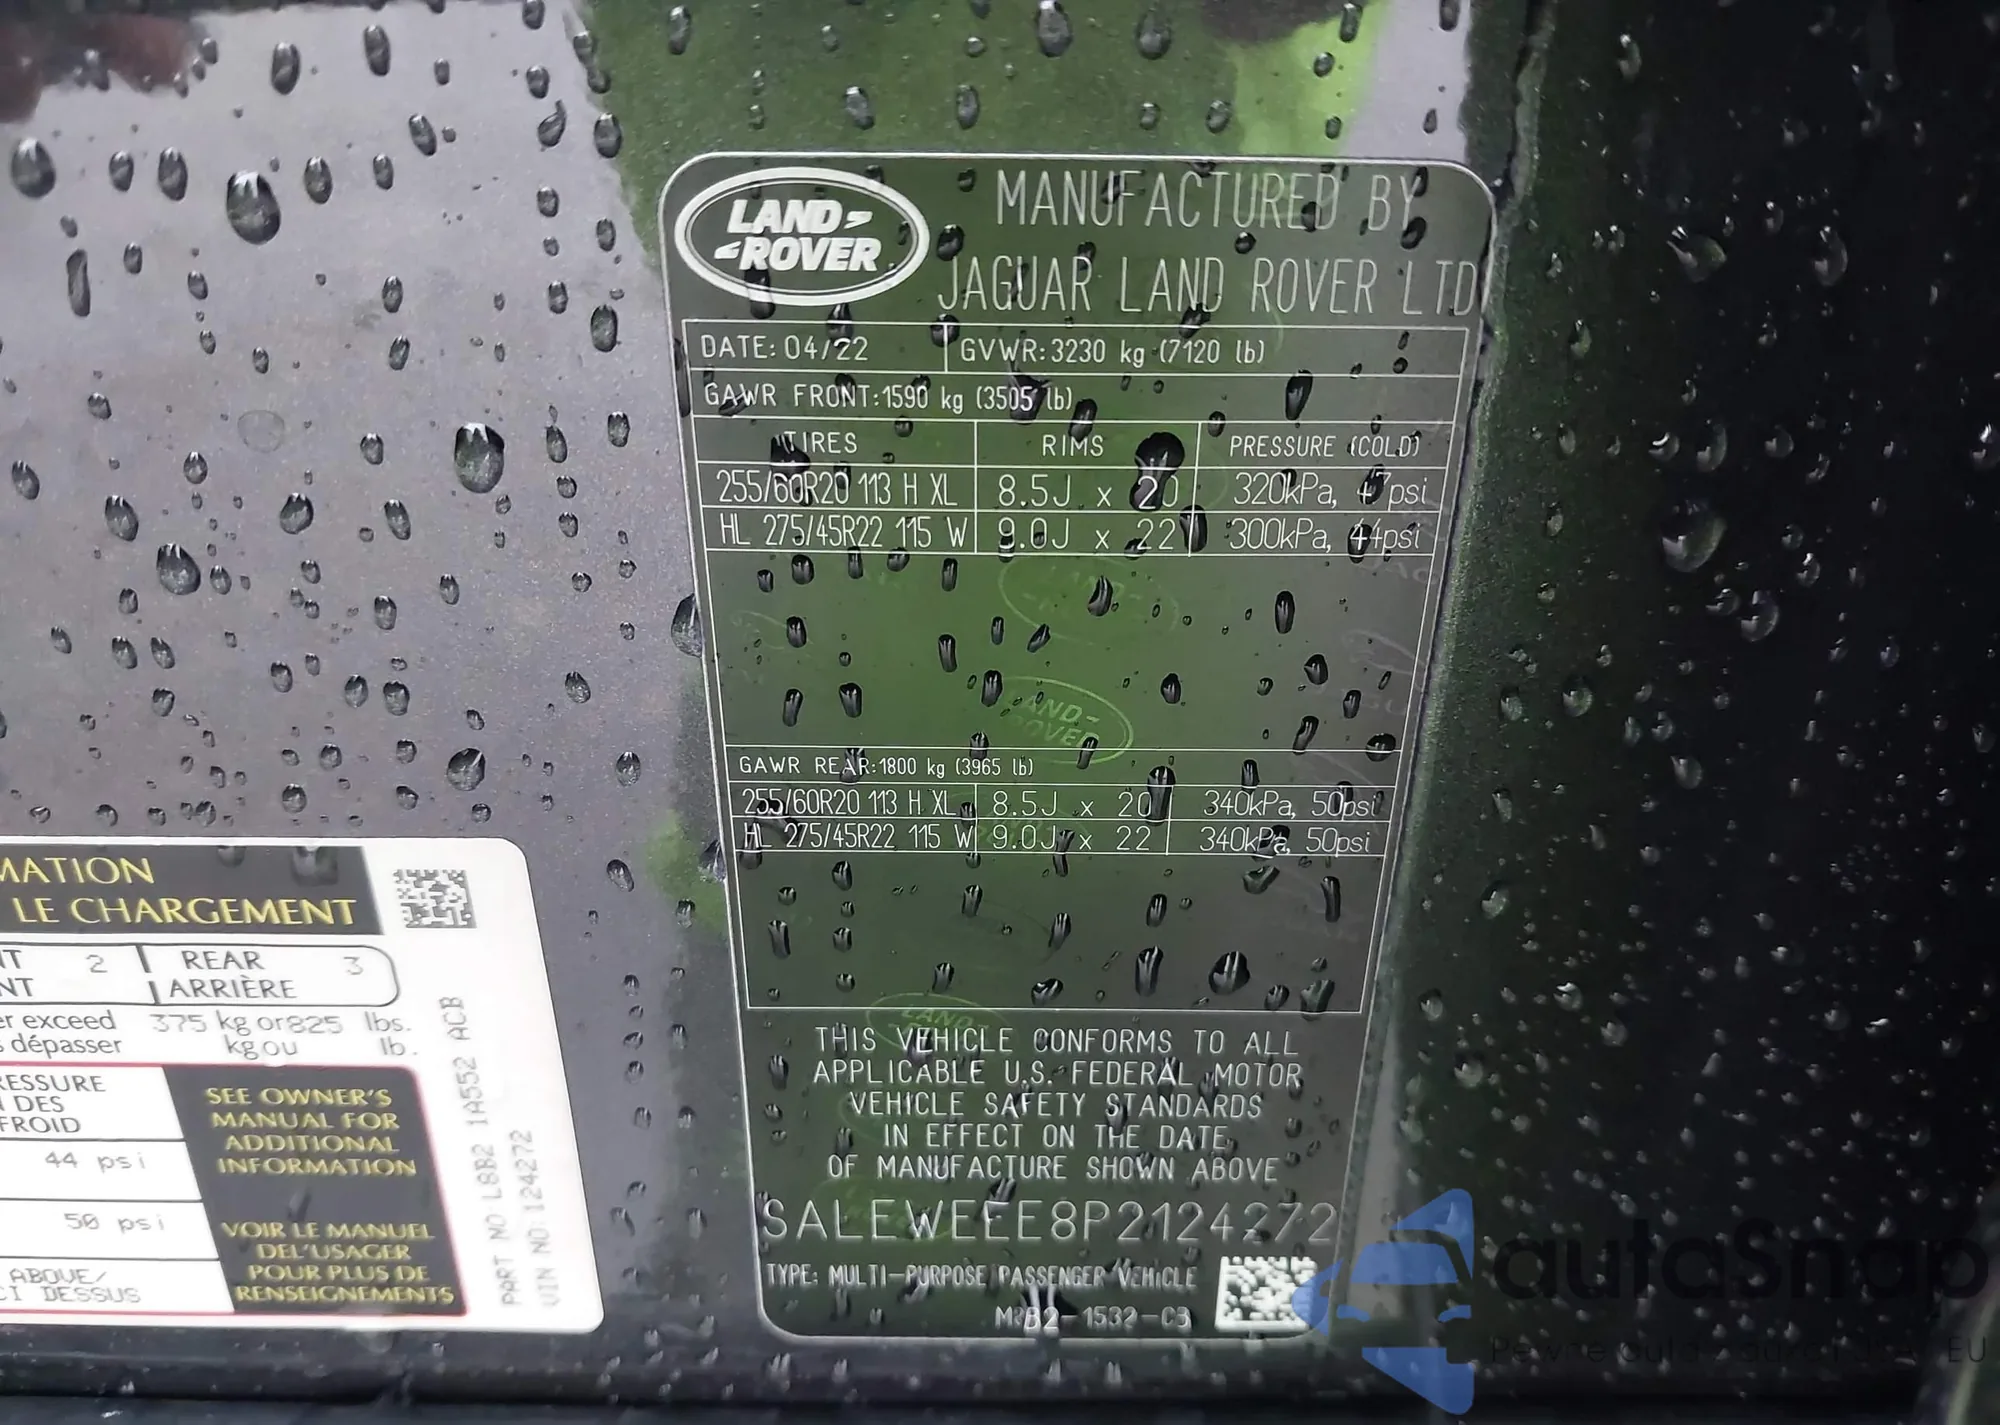 LAND ROVER
MANUFACTURED BY
JAGUAR LAND ROVER LTD
DATE: 04/22 GVWR: 3230 kg (7120 lb)
GAWR FRONT: 1590 kg (3505 lb)
TIRES RIMS PRESSURE (COLD)
255/60R20 113 H XL 8.5J x 20 320kPa, 47psi
HL 275/45R22 115 W 9.0J x 22 300kPa, 44psi
GAWR REAR: 1800 kg (3965 lb)
255/60R20 113 H XL 8.5J x 20 340kPa, 50psi
HL 275/45R22 115 W 9.0J x 22 340kPa, 50psi
THIS VEHICLE CONFORMS TO ALL
APPLICABLE U.S. FEDERAL MOTOR
VEHICLE SAFETY STANDARDS
IN EFFECT ON THE DATE
OF MANUFACTURE SHOWN ABOVE
SALEWEEE8P2124272
TYPE: MULTI-PURPOSE PASSENGER VEHICLE
MATION
LE CHARGEMENT
NT 2 REAR 3
NT ARRIÈRE
er exceed 375 kg or 825 lbs.
s dépasser kg ou lb.
RESSURE
DES
FROID
44 psi
50 psi
ABOVE/
CI DESSUS
SEE OWNER'S
MANUAL FOR
ADDITIONAL
INFORMATION
VOIR LE MANUEL
DEL'USAGER
POUR PLUS DE
RENSEIGNEMENTS
PART NO L8B2 1A552 ACB
VIN NO: 124272
autoSnap